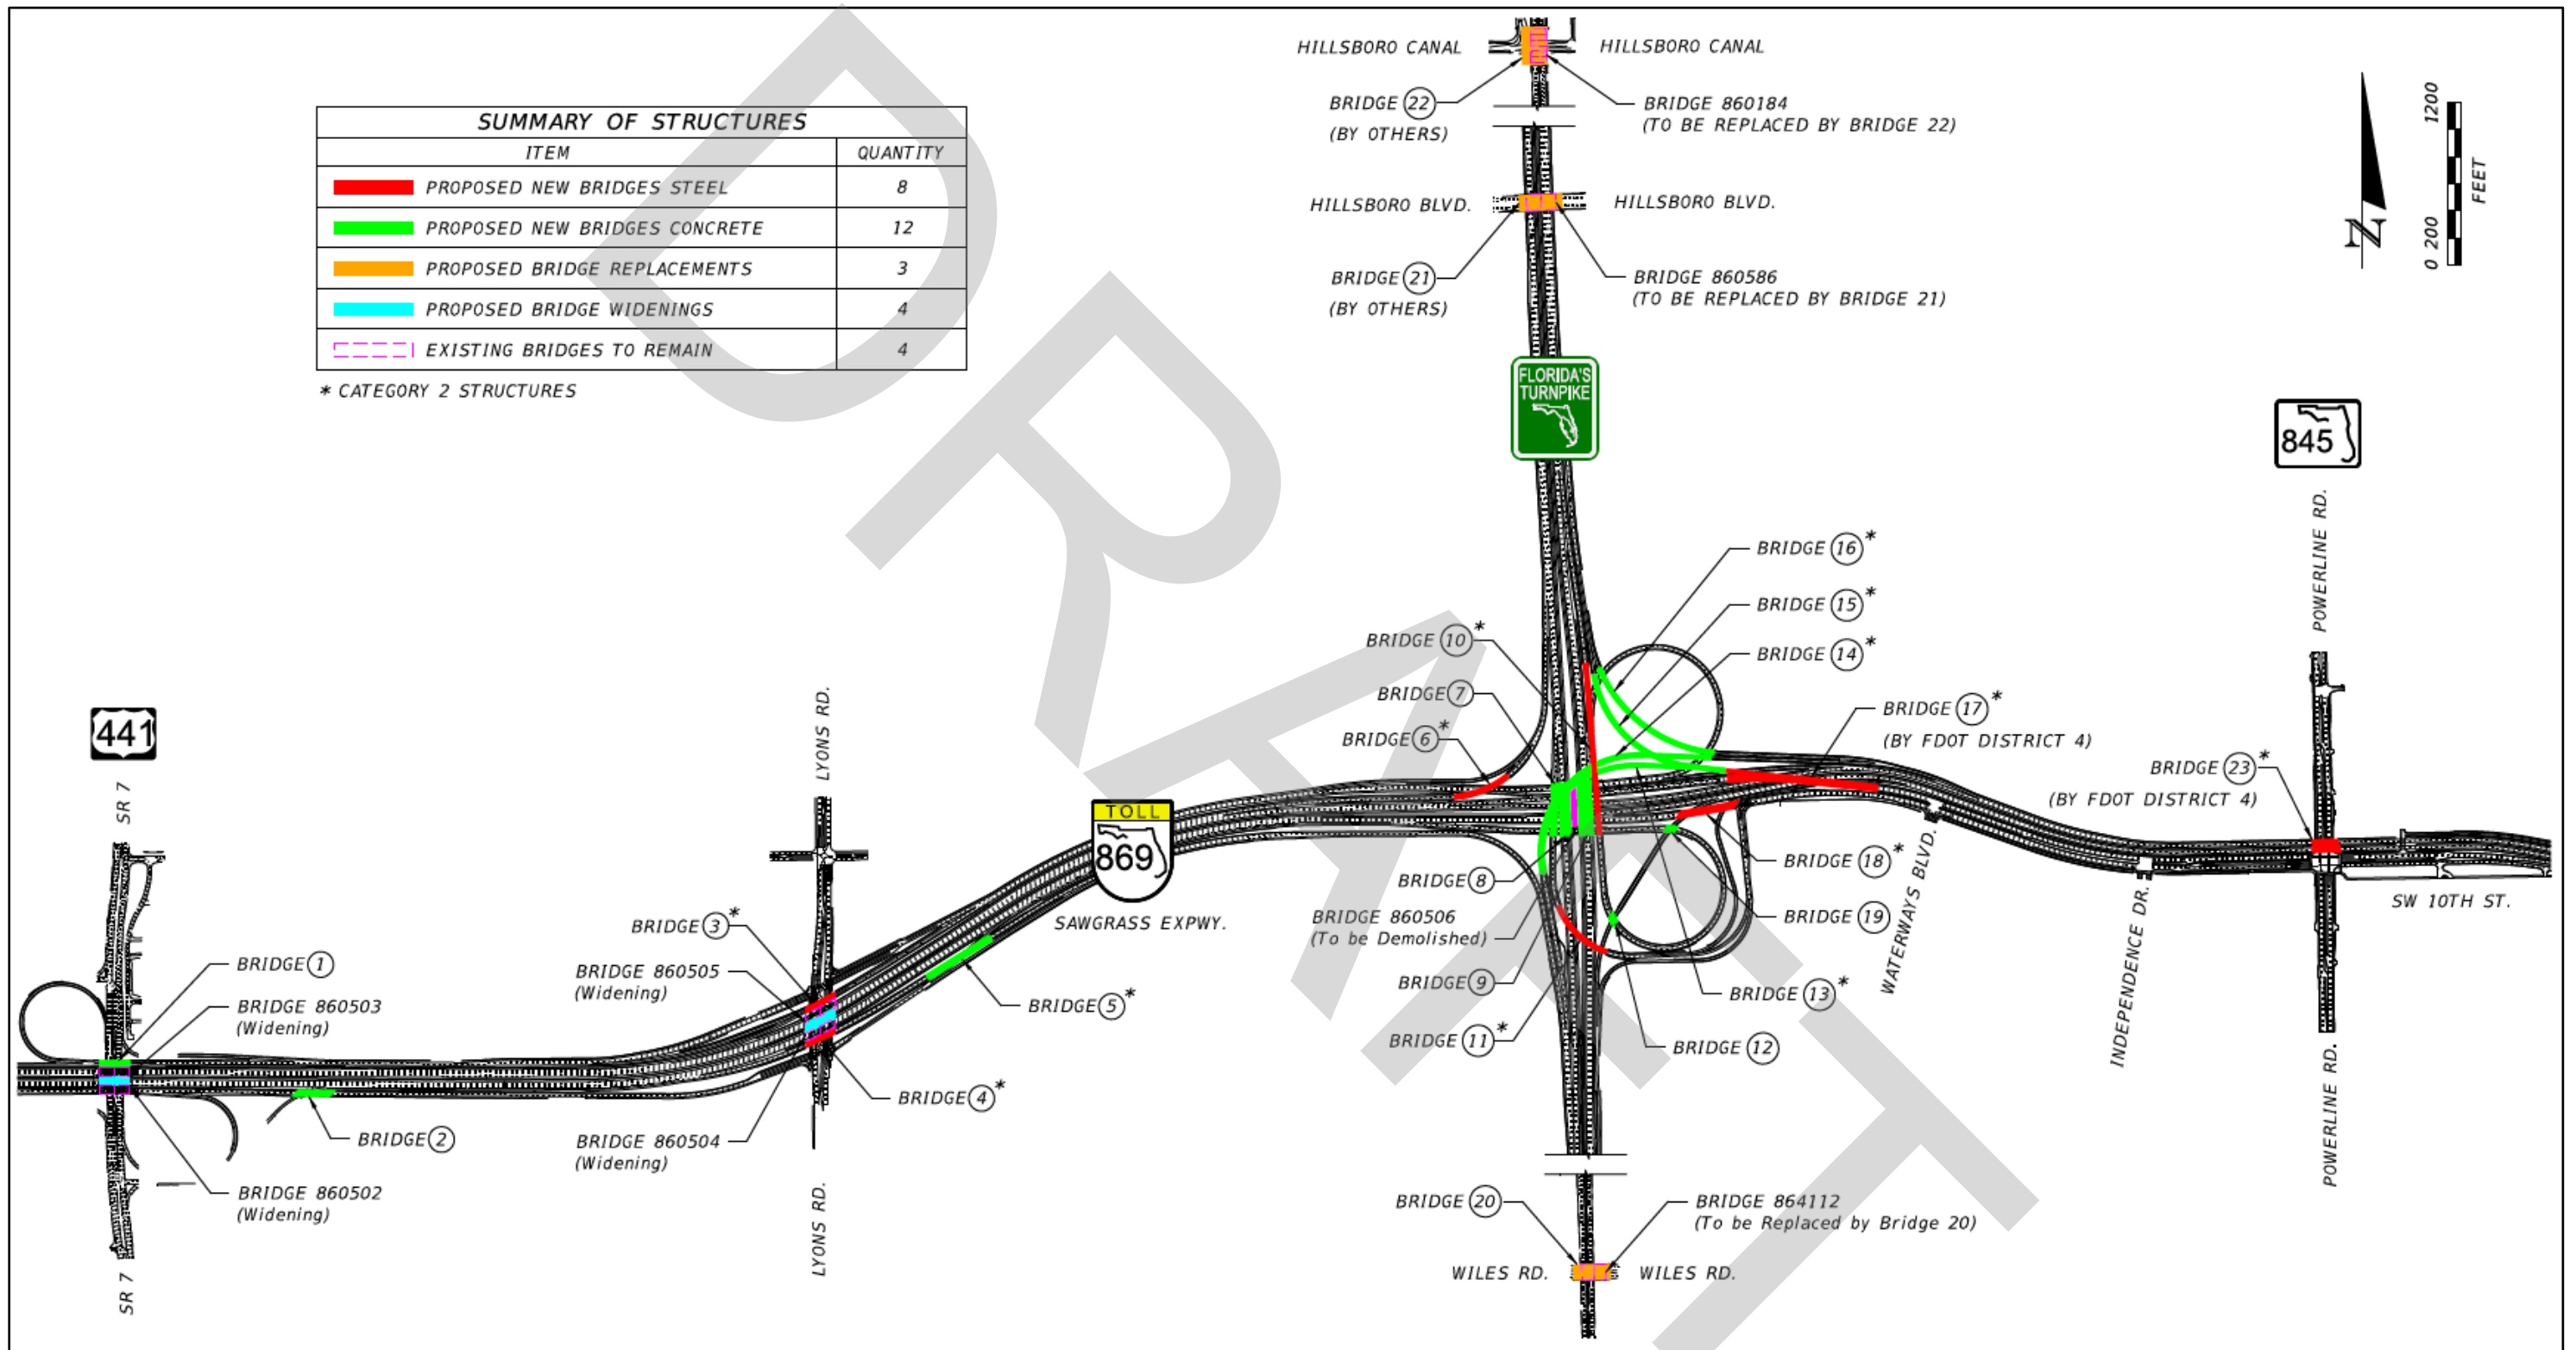 SUMMARY OF STRUCTURES
ITEM QUANTITY
PROPOSED NEW BRIDGES STEEL 8
PROPOSED NEW BRIDGES CONCRETE 12
PROPOSED BRIDGE REPLACEMENTS 3
PROPOSED BRIDGE WIDENINGS 4
EXISTING BRIDGES TO REMAIN 4
* CATEGORY 2 STRUCTURES
HILLSBORO CANAL
HILLSBORO CANAL
BRIDGE 22
(BY OTHERS)
BRIDGE 860184
(TO BE REPLACED BY BRIDGE 22)
HILLSBORO BLVD.
HILLSBORO BLVD.
BRIDGE 21
(BY OTHERS)
BRIDGE 860586
(TO BE REPLACED BY BRIDGE 21)
N
0 200 1200
FEET
FLORIDA'S
TURNPIKE
845
POWERLINE RD.
BRIDGE 16*
BRIDGE 15*
BRIDGE 14*
BRIDGE 10*
BRIDGE 7
BRIDGE 6*
BRIDGE 17*
(BY FDOT DISTRICT 4)
BRIDGE 23*
(BY FDOT DISTRICT 4)
441
SR 7
LYONS RD.
TOLL
869
SAWGRASS EXPWY.
BRIDGE 8
BRIDGE 860506
(To be Demolished)
BRIDGE 9
BRIDGE 11*
BRIDGE 18*
BRIDGE 19
BRIDGE 13*
BRIDGE 12
WATERWAYS BLVD.
INDEPENDENCE DR.
SW 10TH ST.
POWERLINE RD.
BRIDGE 1
BRIDGE 860503
(Widening)
BRIDGE 2
BRIDGE 860502
(Widening)
SR 7
BRIDGE 3*
BRIDGE 860505
(Widening)
BRIDGE 5*
BRIDGE 4*
BRIDGE 860504
(Widening)
LYONS RD.
BRIDGE 20
BRIDGE 864112
(To be Replaced by Bridge 20)
WILES RD.
WILES RD.
DRAFT